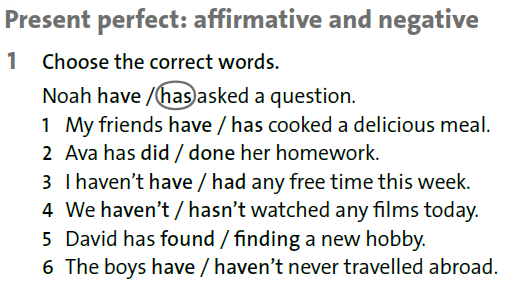 Present perfect: affirmative and negative
1 Choose the correct words.
Noah have / has asked a question.
1 My friends have / has cooked a delicious meal.
2 Ava has did / done her homework.
3 I haven’t have / had any free time this week.
4 We haven’t / hasn’t watched any films today.
5 David has found / finding a new hobby.
6 The boys have / haven’t never travelled abroad.